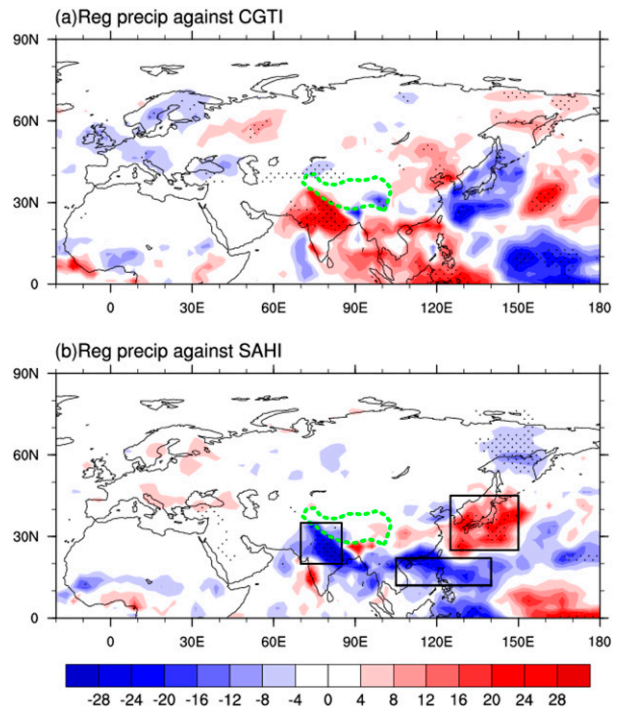 (a)Reg precip against CGTI
90N
60N
30N
0
0 30E 60E 90E 120E 150E 180
(b)Reg precip against SAHI
90N
60N
30N
0
0 30E 60E 90E 120E 150E 180
-28 -24 -20 -16 -12 -8 -4 0 4 8 12 16 20 24 28